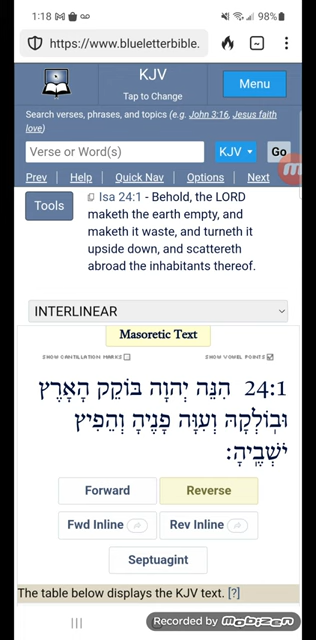 1:18 98%
https://www.blueletterbible.
KJV
Tap to Change
Menu
Search verses, phrases, and topics (e.g. John 3:16, Jesus faith
love)
Verse or Word(s) KJV Go
Prev | Help | Quick Nav | Options | Next
Tools
Isa 24:1 - Behold, the LORD
maketh the earth empty, and
maketh it waste, and turneth it
upside down, and scattereth
abroad the inhabitants thereof.
INTERLINEAR
Masoretic Text
SHOW CANTILLATION MARKS SHOW VOWEL POINTS
24:1 הִנֵּה יְהוָה בּוֹקֵק הָאָרֶץ
וּבֽוֹלְקָהּ וְעִוָּה פָנֶיהָ וְהֵפִיץ
יֹשְׁבֶֽיהָ׃
Forward Reverse
Fwd Inline Rev Inline
Septuagint
The table below displays the KJV text. [?]
Recorded by Mobizen